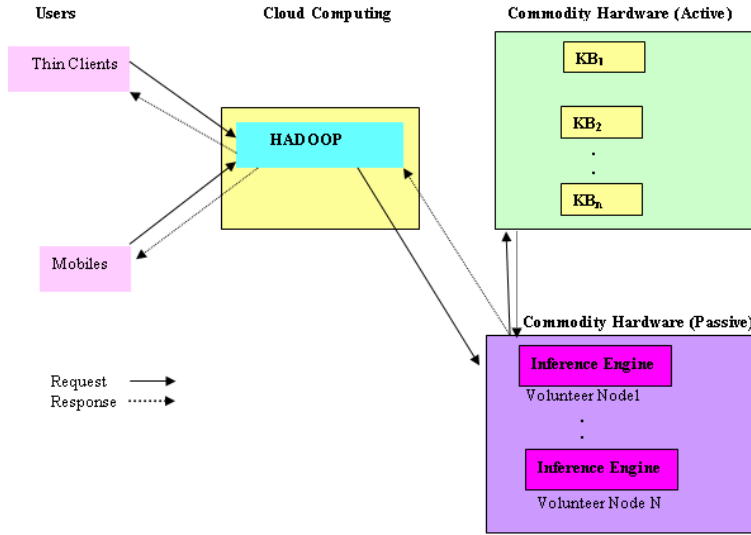 Users
Cloud Computing
Commodity Hardware (Active)
Thin Clients
KB1
HADOOP
KB2
.
.
KBn
Mobiles
Commodity Hardware (Passive)
Inference Engine
Volunteer Node1
.
.
Inference Engine
Volunteer Node N
Request
Response